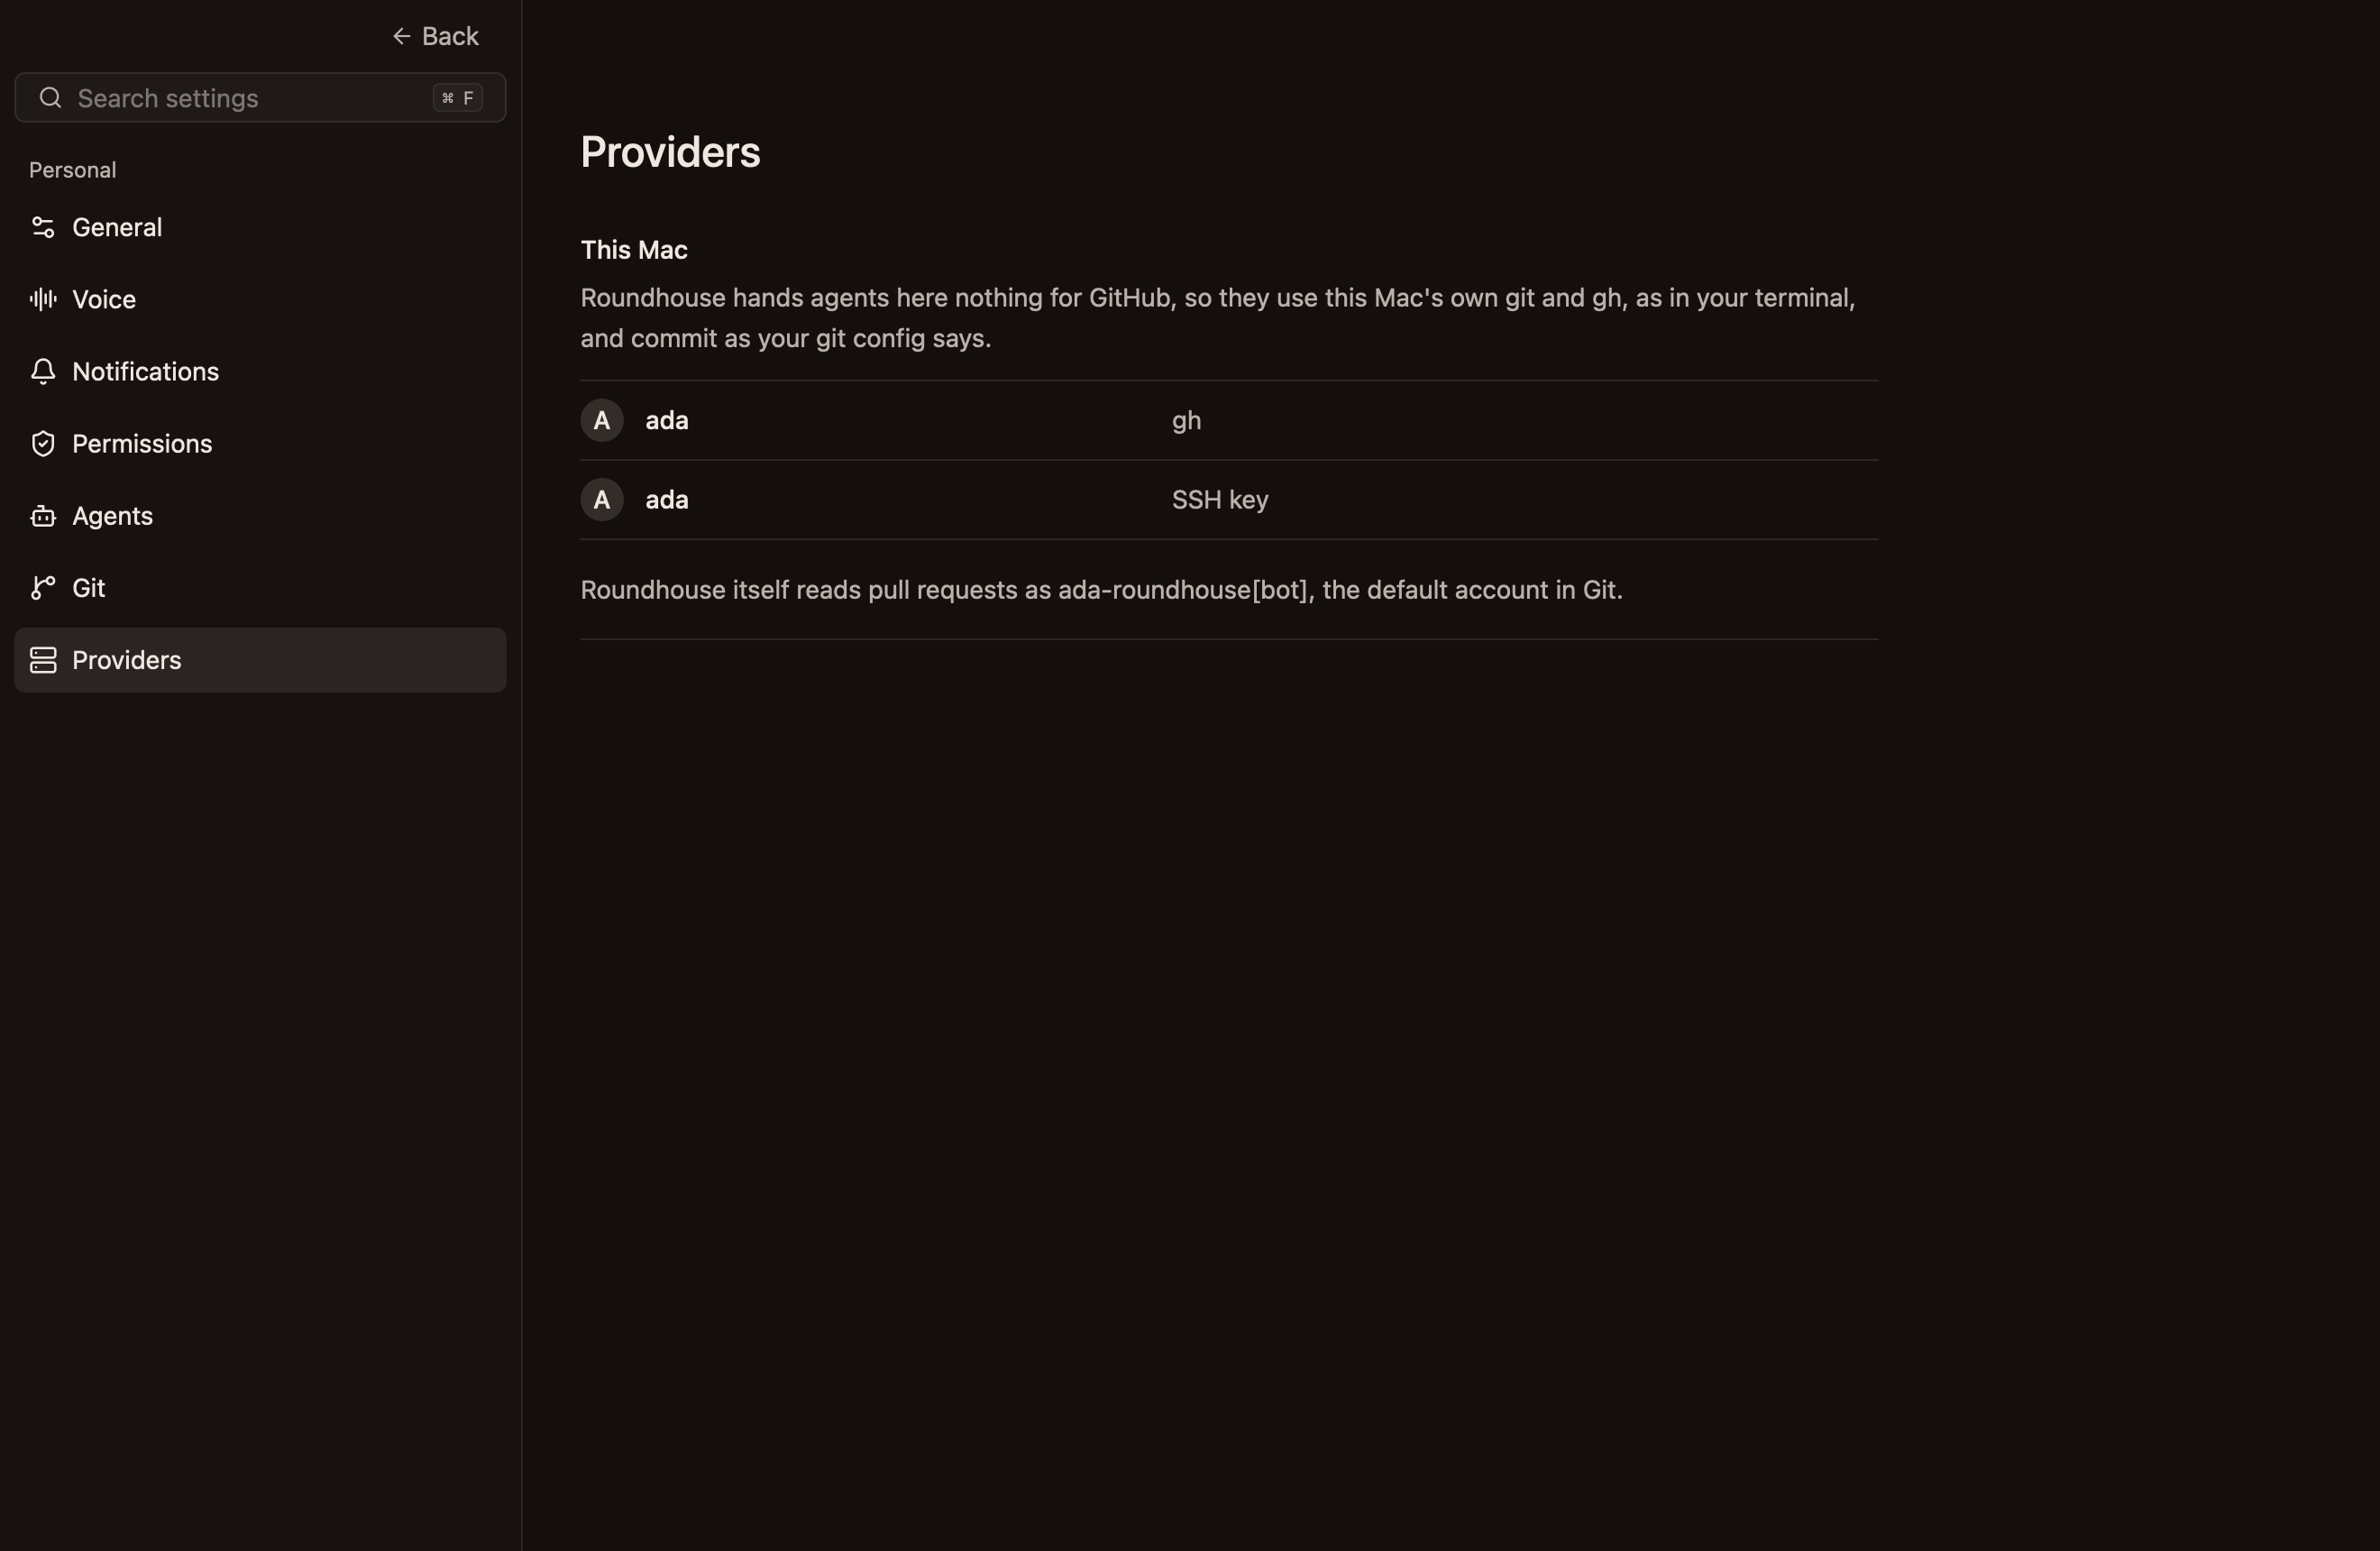 Back
Search settings
⌘ F
Personal
General
Voice
Notifications
Permissions
Agents
Git
Providers
Providers
This Mac
Roundhouse hands agents here nothing for GitHub, so they use this Mac's own git and gh, as in your terminal,
and commit as your git config says.
A ada gh
A ada SSH key
Roundhouse itself reads pull requests as ada-roundhouse[bot], the default account in Git.